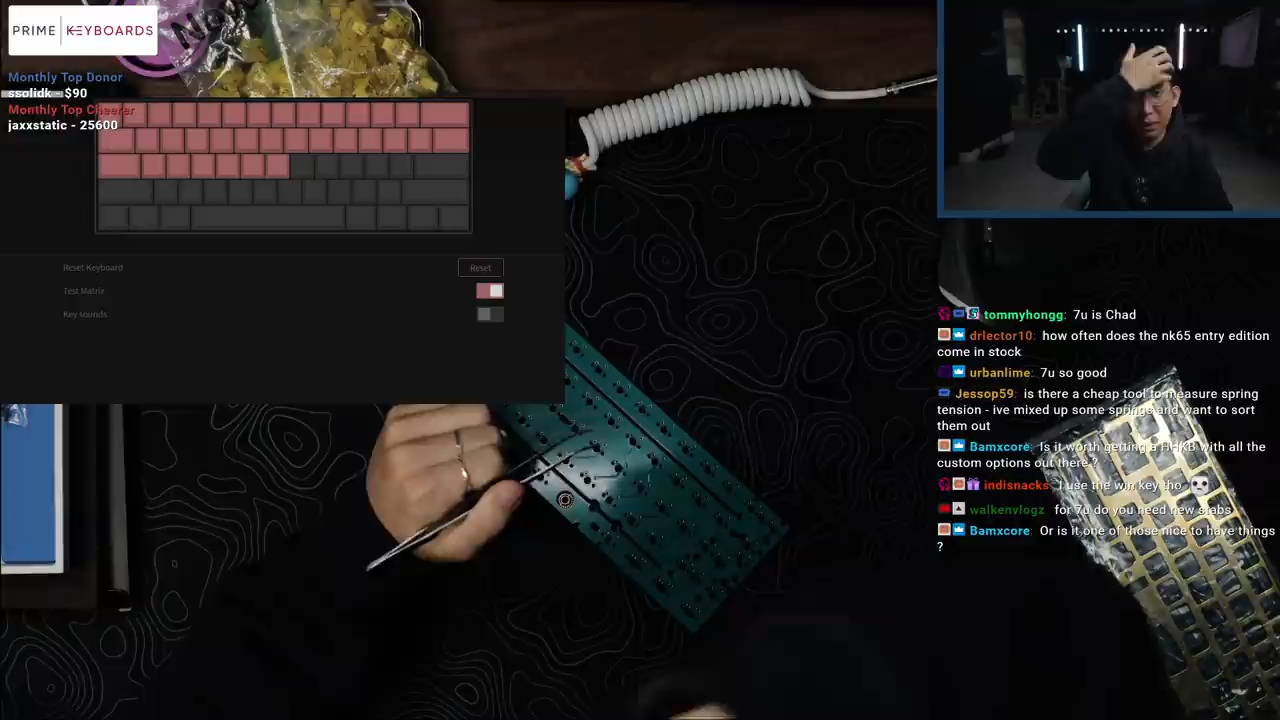 PRIME | KEYBOARDS
Now
Monthly Top Donor
ssolidk - $90
Monthly Top Cheerer
jaxxstatic - 25600
Reset Keyboard
Reset
Test Matrix
Key sounds
tommyhongg: 7u is Chad
drlector10: how often does the nk65 entry edition
come in stock
urbanlime: 7u so good
Jessop59: is there a cheap tool to measure spring
tension - ive mixed up some springs and want to sort
them out
Bamxcore: Is it worth getting a HHKB with all the
custom options out there ?
indisnacks: I use the win key tho
walkenvlogz: for 7u do you need new stabs
Bamxcore: Or is it one of those nice to have things
?